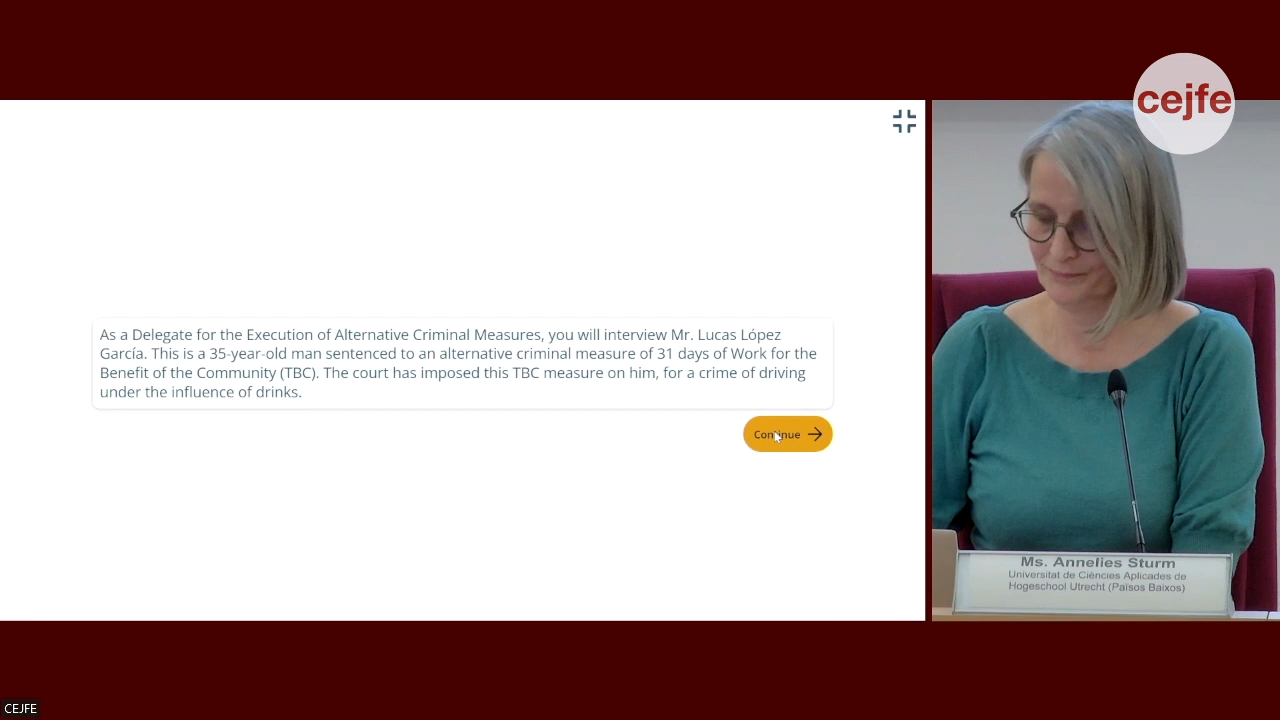 cejfe
As a Delegate for the Execution of Alternative Criminal Measures, you will interview Mr. Lucas López
García. This is a 35-year-old man sentenced to an alternative criminal measure of 31 days of Work for the
Benefit of the Community (TBC). The court has imposed this TBC measure on him, for a crime of driving
under the influence of drinks.
Continue
Ms. Annelies Sturm
Universitat de Ciències Aplicades de
Hogeschool Utrecht (Països Baixos)
CEJFE